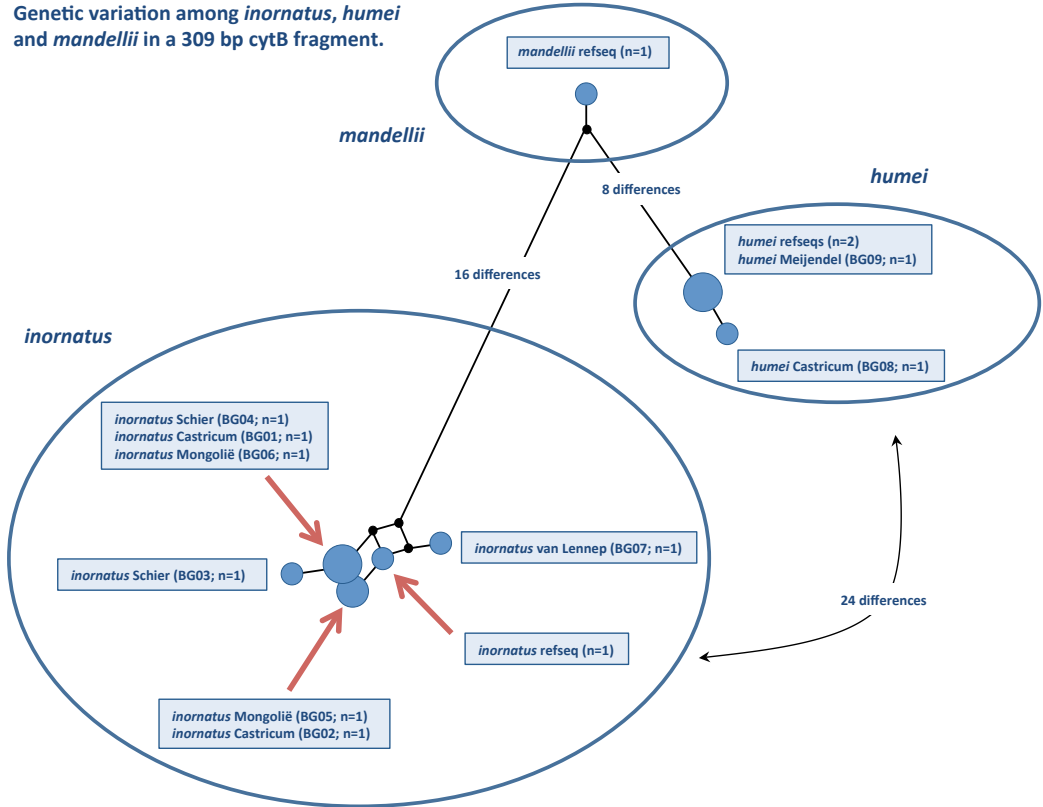 Genetic variation among inornatus, humei
and mandellii in a 309 bp cytB fragment.
mandellii refseq (n=1)
mandellii
8 differences
humei
humei refseqs (n=2)
humei Meijendel (BG09; n=1)
16 differences
humei Castricum (BG08; n=1)
inornatus
inornatus Schier (BG04; n=1)
inornatus Castricum (BG01; n=1)
inornatus Mongolië (BG06; n=1)
inornatus van Lennep (BG07; n=1)
inornatus Schier (BG03; n=1)
24 differences
inornatus refseq (n=1)
inornatus Mongolië (BG05; n=1)
inornatus Castricum (BG02; n=1)